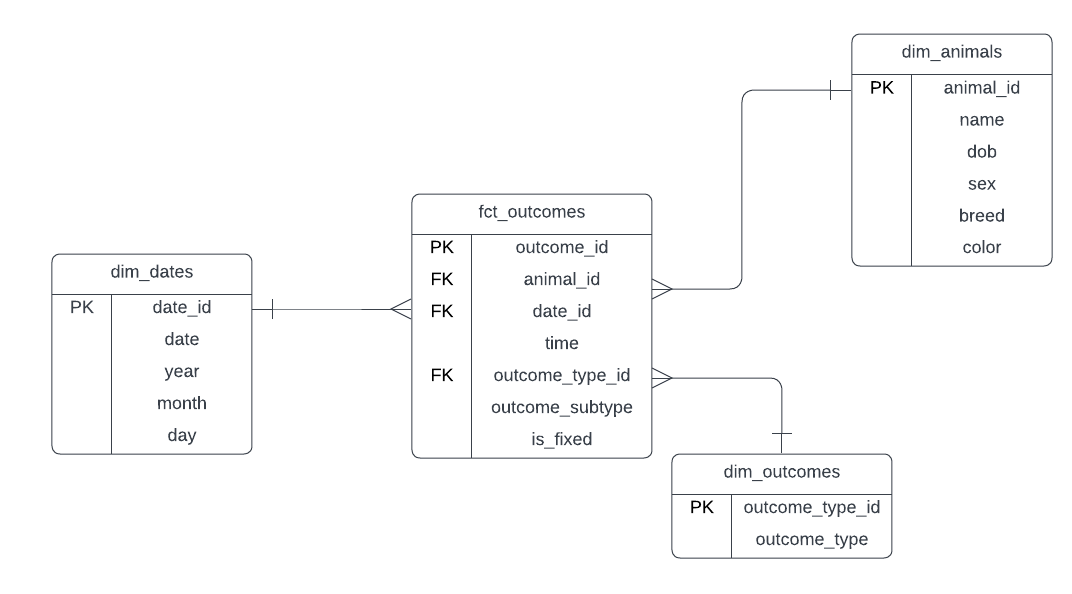 dim_animals
PK animal_id
name
dob
sex
breed
color
fct_outcomes
PK outcome_id
FK animal_id
FK date_id
time
FK outcome_type_id
outcome_subtype
is_fixed
dim_dates
PK date_id
date
year
month
day
dim_outcomes
PK outcome_type_id
outcome_type